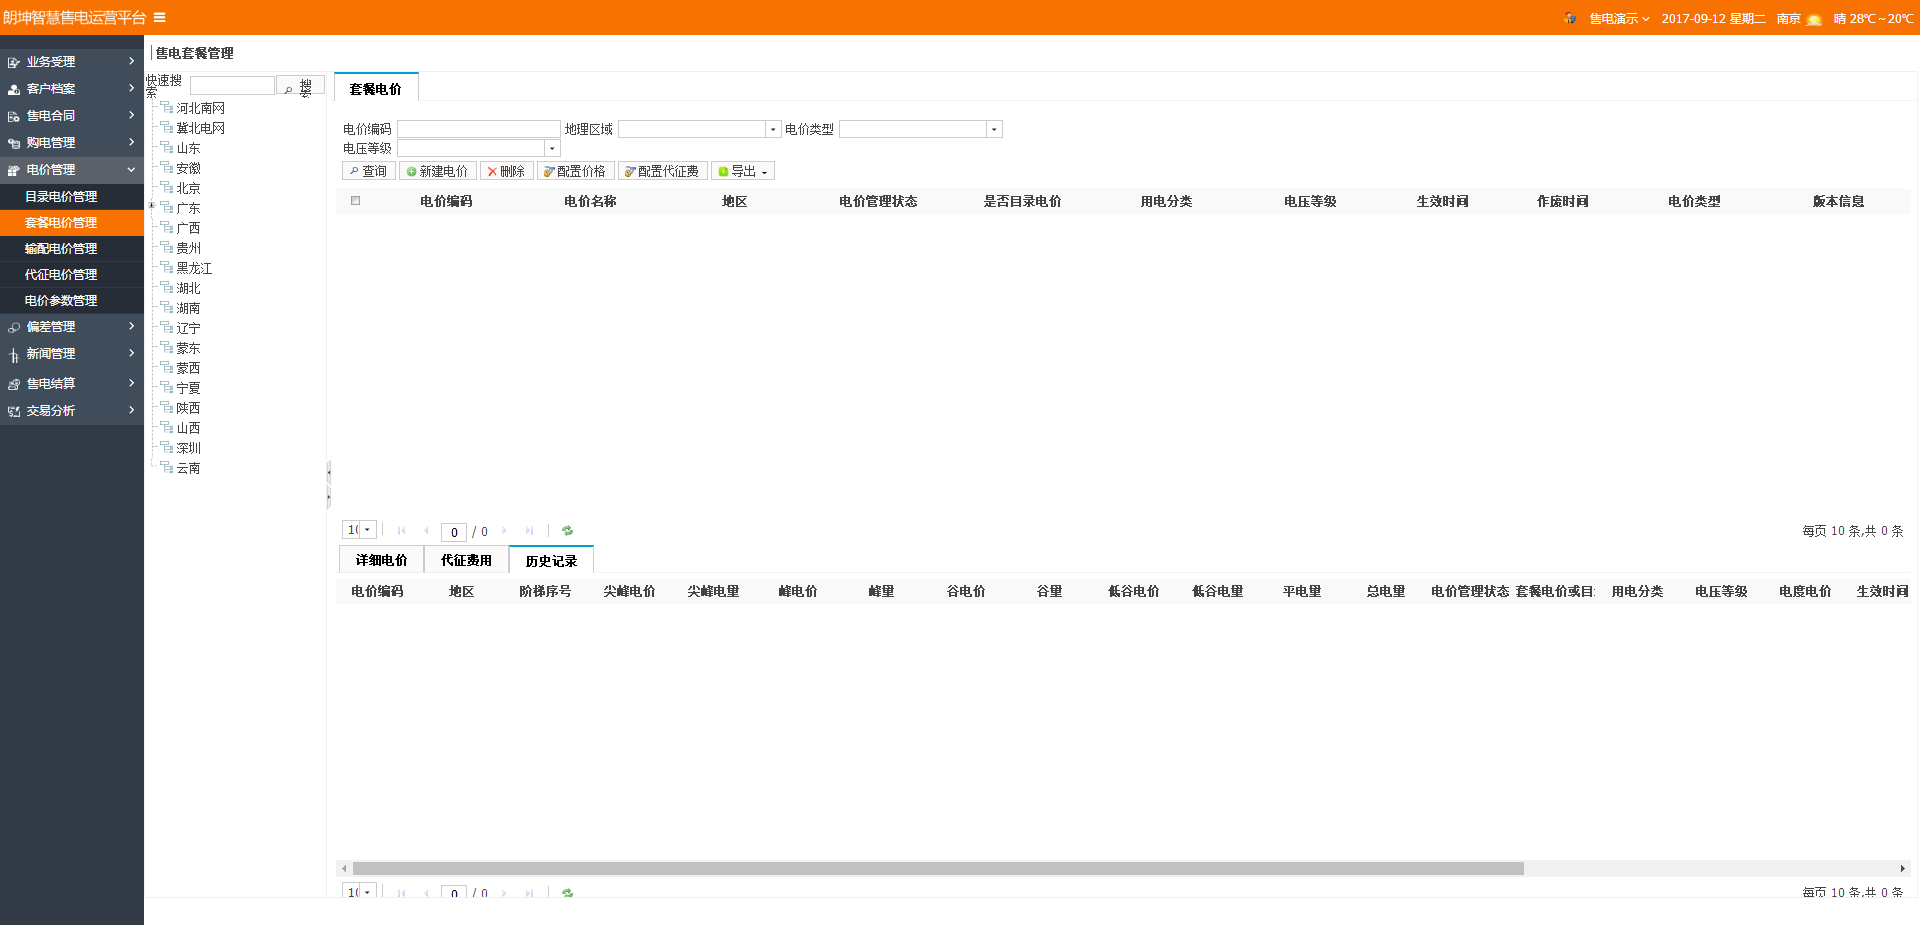 朗坤智慧售电运营平台
售电演示 2017-09-12 星期二 南京 晴 28℃~20℃
业务受理
客户档案
售电合同
购电管理
电价管理
目录电价管理
套餐电价管理
输配电价管理
代征电价管理
电价参数管理
偏差管理
新闻管理
售电结算
交易分析
售电套餐管理
快速搜索 搜索
河北南网
冀北电网
山东
安徽
北京
广东
广西
贵州
黑龙江
湖北
湖南
辽宁
蒙东
蒙西
宁夏
陕西
山西
深圳
云南
套餐电价
电价编码 地理区域 电价类型
电压等级
查询 新建电价 删除 配置价格 配置代征费 导出
电价编码 电价名称 地区 电价管理状态 是否目录电价 用电分类 电压等级 生效时间 作废时间 电价类型 版本信息
10 0 / 0 每页 10 条,共 0 条
详细电价 代征费用 历史记录
电价编码 地区 阶梯序号 尖峰电价 尖峰电量 峰电价 峰量 谷电价 谷量 低谷电价 低谷电量 平电量 总电量 电价管理状态 套餐电价或目 用电分类 电压等级 电度电价 生效时间
10 0 / 0 每页 10 条,共 0 条